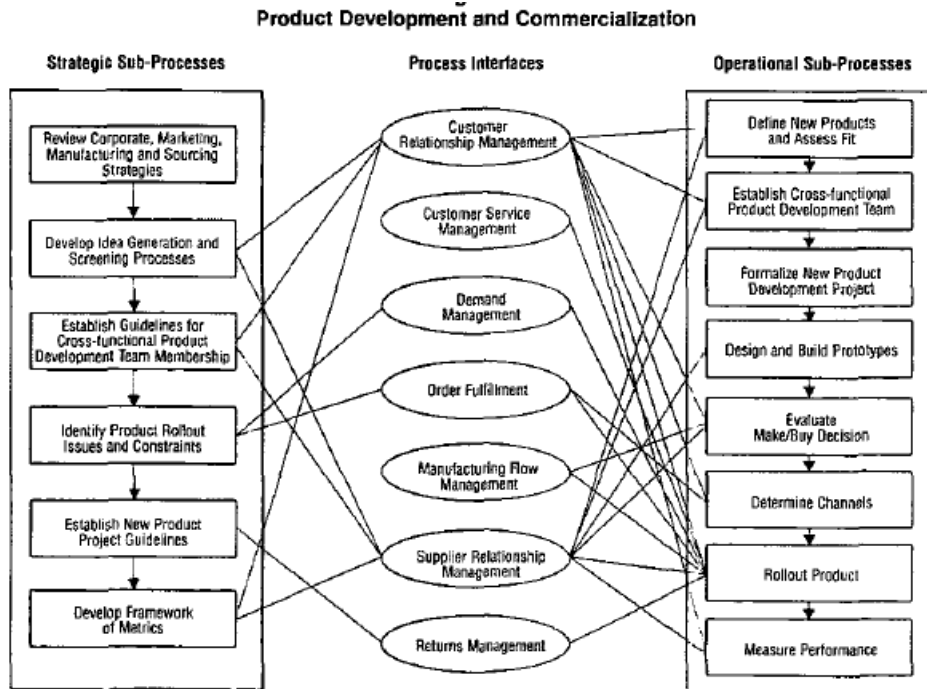 Product Development and Commercialization
Strategic Sub-Processes
Review Corporate, Marketing,
Manufacturing and Sourcing
Strategies
Develop Idea Generation and
Screening Processes
Establish Guidelines for
Cross-functional Product
Development Team Membership
Identify Product Rollout
Issues and Constraints
Establish New Product
Project Guidelines
Develop Framework
of Metrics
Process Interfaces
Customer
Relationship Management
Customer Service
Management
Demand
Management
Order Fulfillment
Manufacturing Flow
Management
Supplier Relationship
Management
Returns Management
Operational Sub-Processes
Define New Products
and Assess Fit
Establish Cross-functional
Product Development Team
Formalize New Product
Development Project
Design and Build Prototypes
Evaluate
Make/Buy Decision
Determine Channels
Rollout Product
Measure Performance